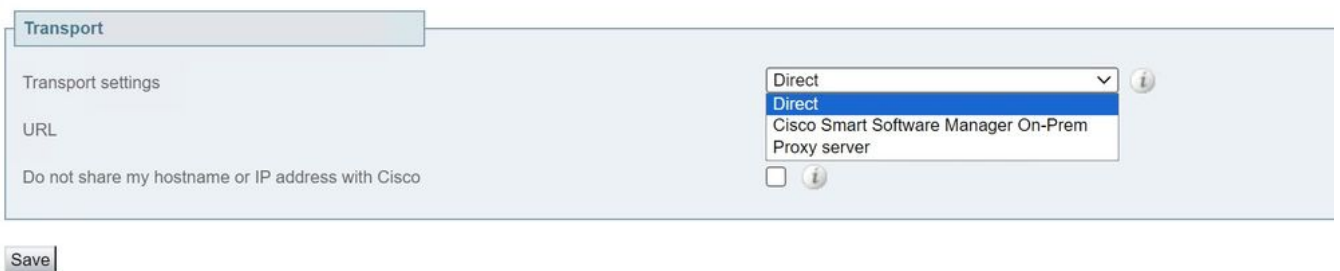 Transport
Transport settings
Direct
Direct
Cisco Smart Software Manager On-Prem
Proxy server
URL
Do not share my hostname or IP address with Cisco
Save